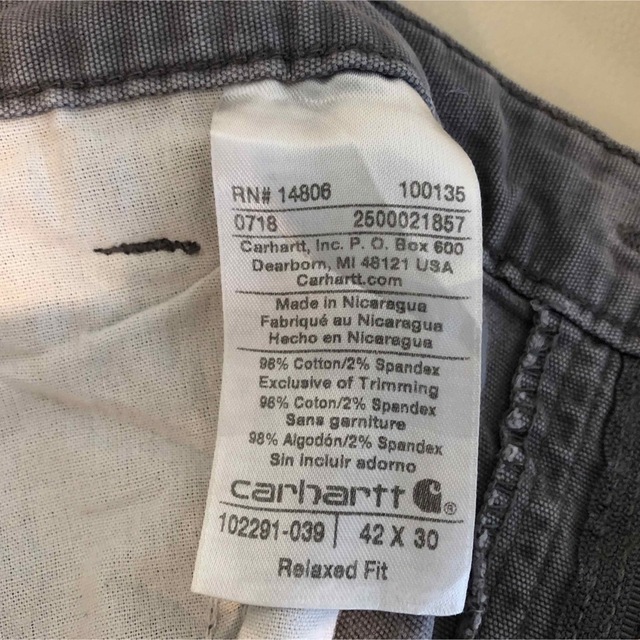 RN# 14806 100135
0718 2500021857
Carhartt, Inc. P. O. Box 600
Dearborn, MI 48121 USA
Carhartt.com
Made in Nicaragua
Fabriqué au Nicaragua
Hecho en Nicaragua
98% Cotton/2% Spandex
Exclusive of Trimming
98% Coton/2% Spandex
Sans garniture
98% Algodón/2% Spandex
Sin incluir adorno
carhartt
102291-039 42 X 30
Relaxed Fit